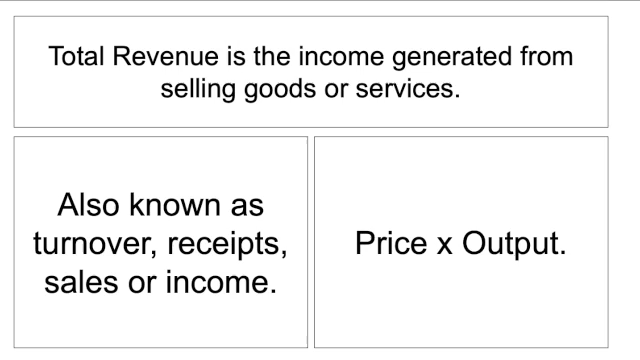 Total Revenue is the income generated from
selling goods or services.
Also known as
turnover, receipts,
sales or income.
Price x Output.